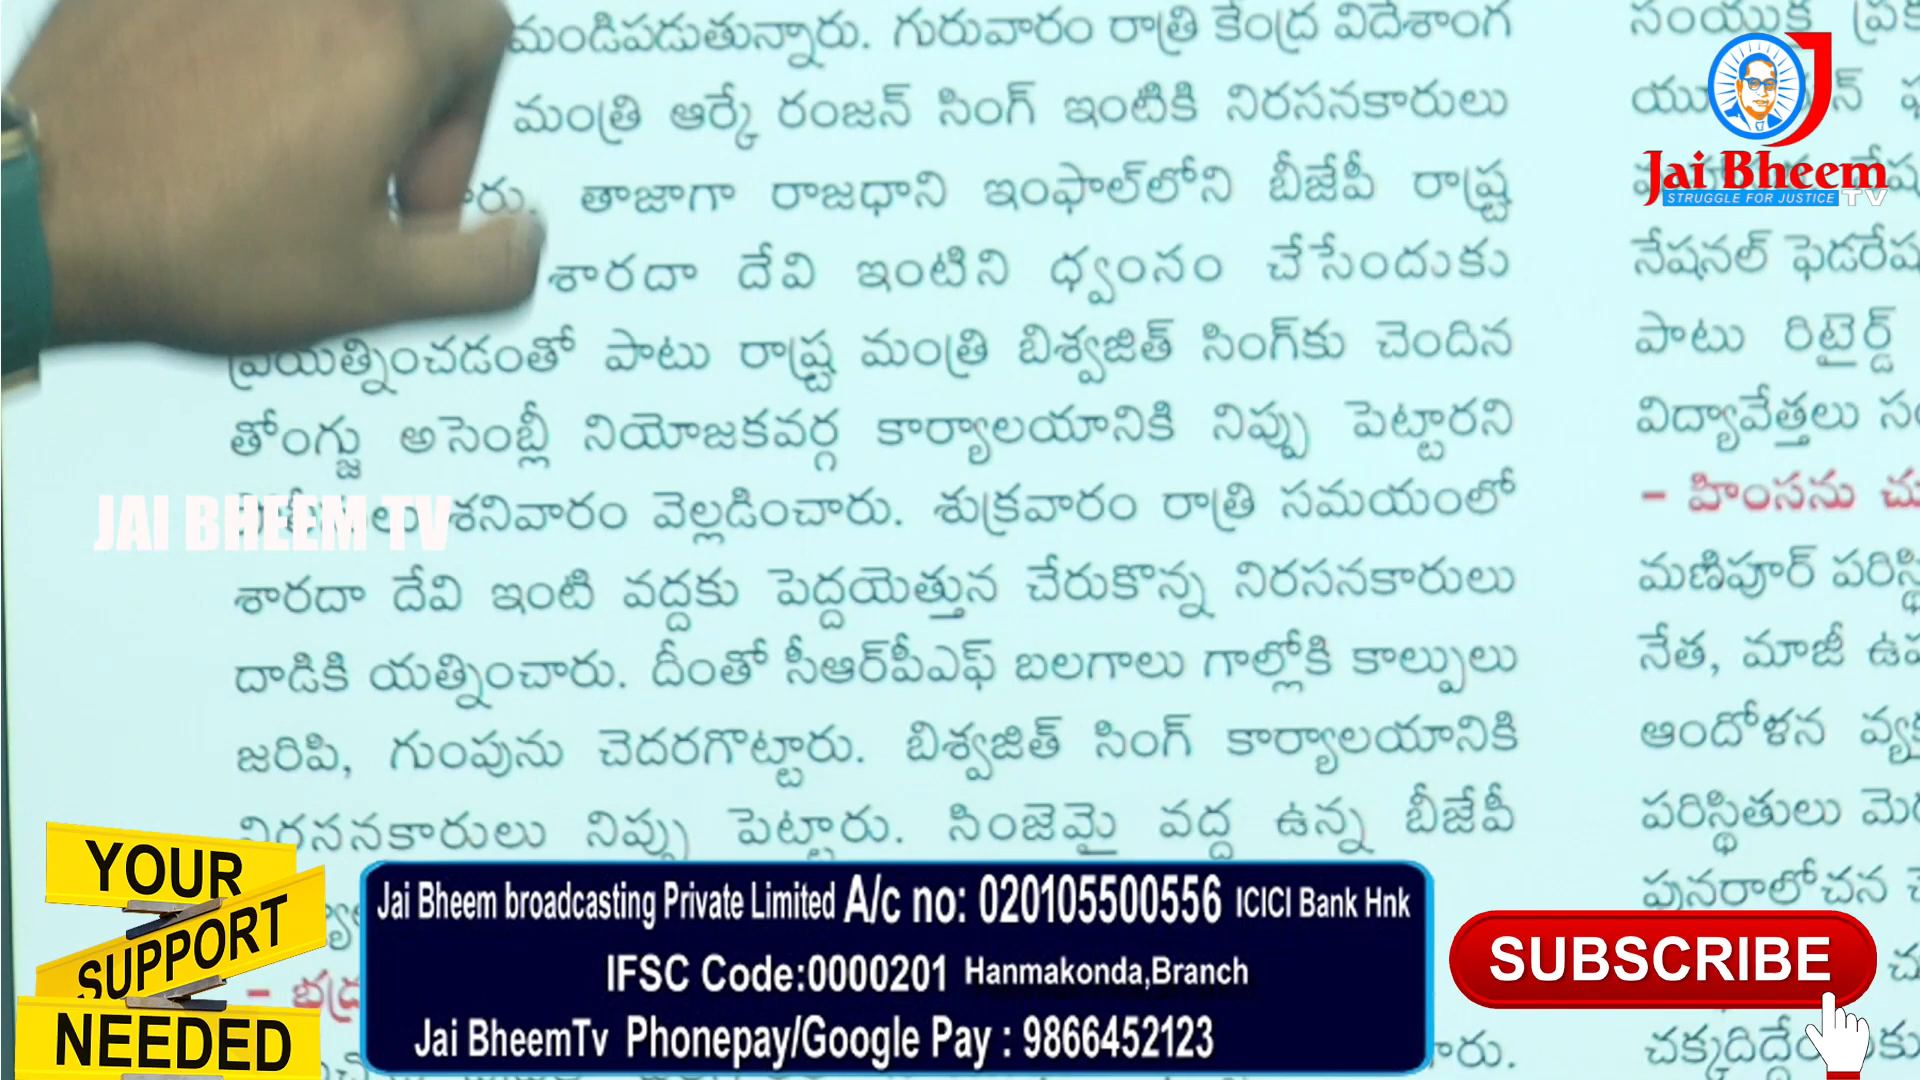 మండిపడుతున్నారు. గురువారం రాత్రి కేంద్ర విదేశాంగ
మంత్రి ఆర్కే రంజన్ సింగ్ ఇంటికి నిరసనకారులు
తాజాగా రాజధాని ఇంఫాల్‌లోని బీజేపీ రాష్ట్ర
శారదా దేవి ఇంటిని ధ్వంసం చేసేందుకు
ప్రయత్నించడంతో పాటు రాష్ట్ర మంత్రి బిశ్వజిత్ సింగ్‌కు చెందిన
తోంగ్జు అసెంబ్లీ నియోజకవర్గ కార్యాలయానికి నిప్పు పెట్టారని
శనివారం వెల్లడించారు. శుక్రవారం రాత్రి సమయంలో
శారదా దేవి ఇంటి వద్దకు పెద్దయెత్తున చేరుకొన్న నిరసనకారులు
దాడికి యత్నించారు. దీంతో సీఆర్‌పీఎఫ్ బలగాలు గాల్లోకి కాల్పులు
జరిపి, గుంపును చెదరగొట్టారు. బిశ్వజిత్ సింగ్ కార్యాలయానికి
నిరసనకారులు నిప్పు పెట్టారు. సింజెమై వద్ద ఉన్న బీజేపీ
సంయుక్త
నేషనల్ ఫెడరేష
పాటు రిటైర్డ్
విద్యావేత్తలు
– హింసను
మణిపూర్
నేత, మాజీ
ఆందోళన
పరిస్థితులు
పునరాలోచన
Jai Bheem
STRUGGLE FOR JUSTICE TV
JAI BHEEM TV
YOUR
SUPPORT
NEEDED
Jai Bheem broadcasting Private Limited A/c no: 020105500556 ICICI Bank Hnk
IFSC Code:0000201 Hanmakonda,Branch
Jai BheemTv Phonepay/Google Pay : 9866452123
SUBSCRIBE